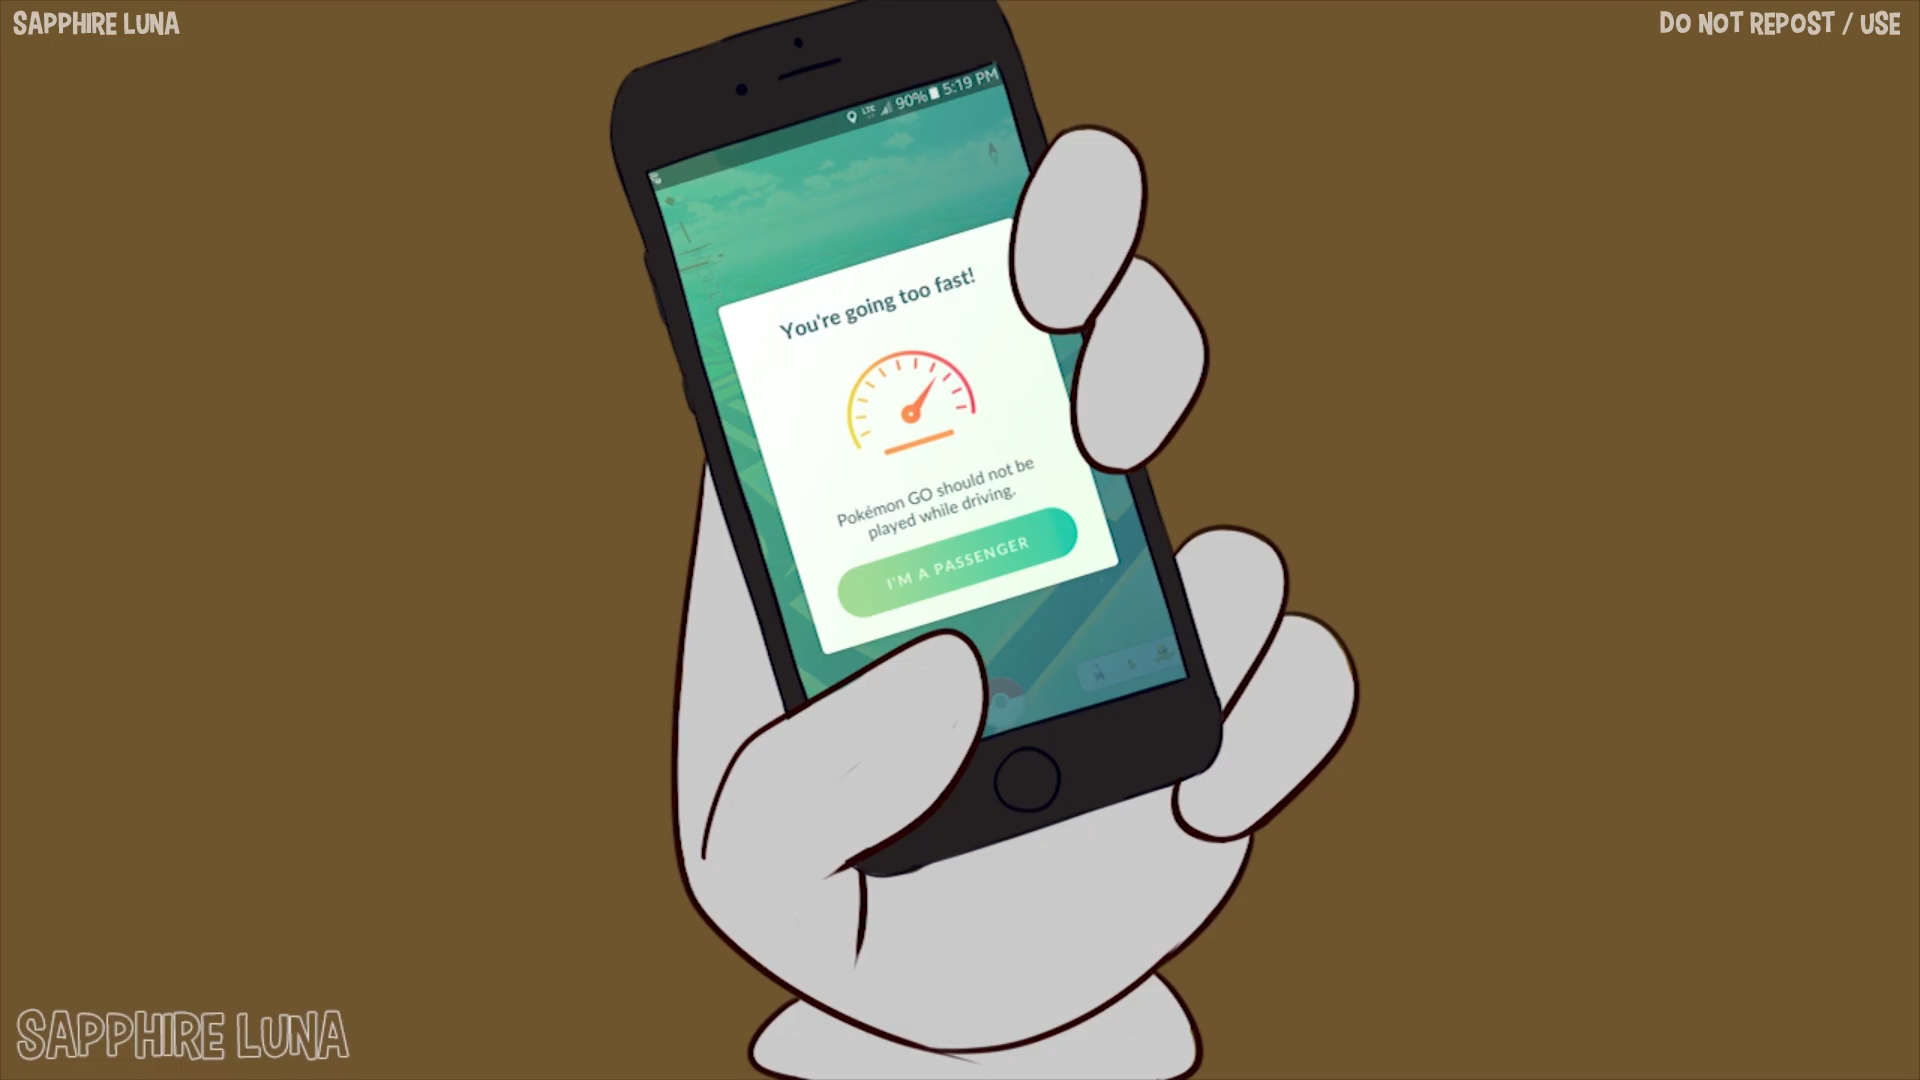 SAPPHIRE LUNA
DO NOT REPOST / USE
LTE 90% 5:19 PM
You're going too fast!
Pokémon GO should not be
played while driving.
I'M A PASSENGER
SAPPHIRE LUNA